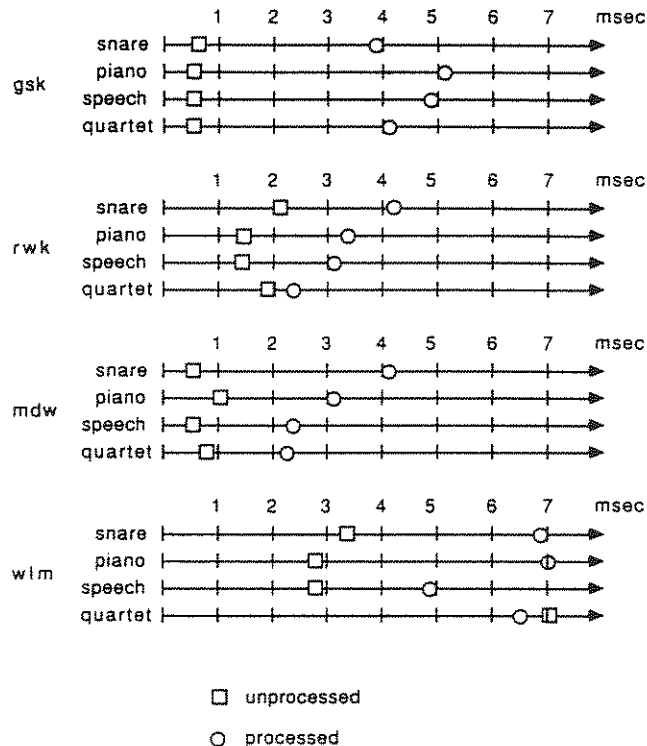 1 2 3 4 5 6 7 msec
snare
piano
gsk
speech
quartet
1 2 3 4 5 6 7 msec
snare
piano
rwk
speech
quartet
1 2 3 4 5 6 7 msec
snare
piano
mdw
speech
quartet
1 2 3 4 5 6 7 msec
snare
piano
wlm
speech
quartet
unprocessed
processed